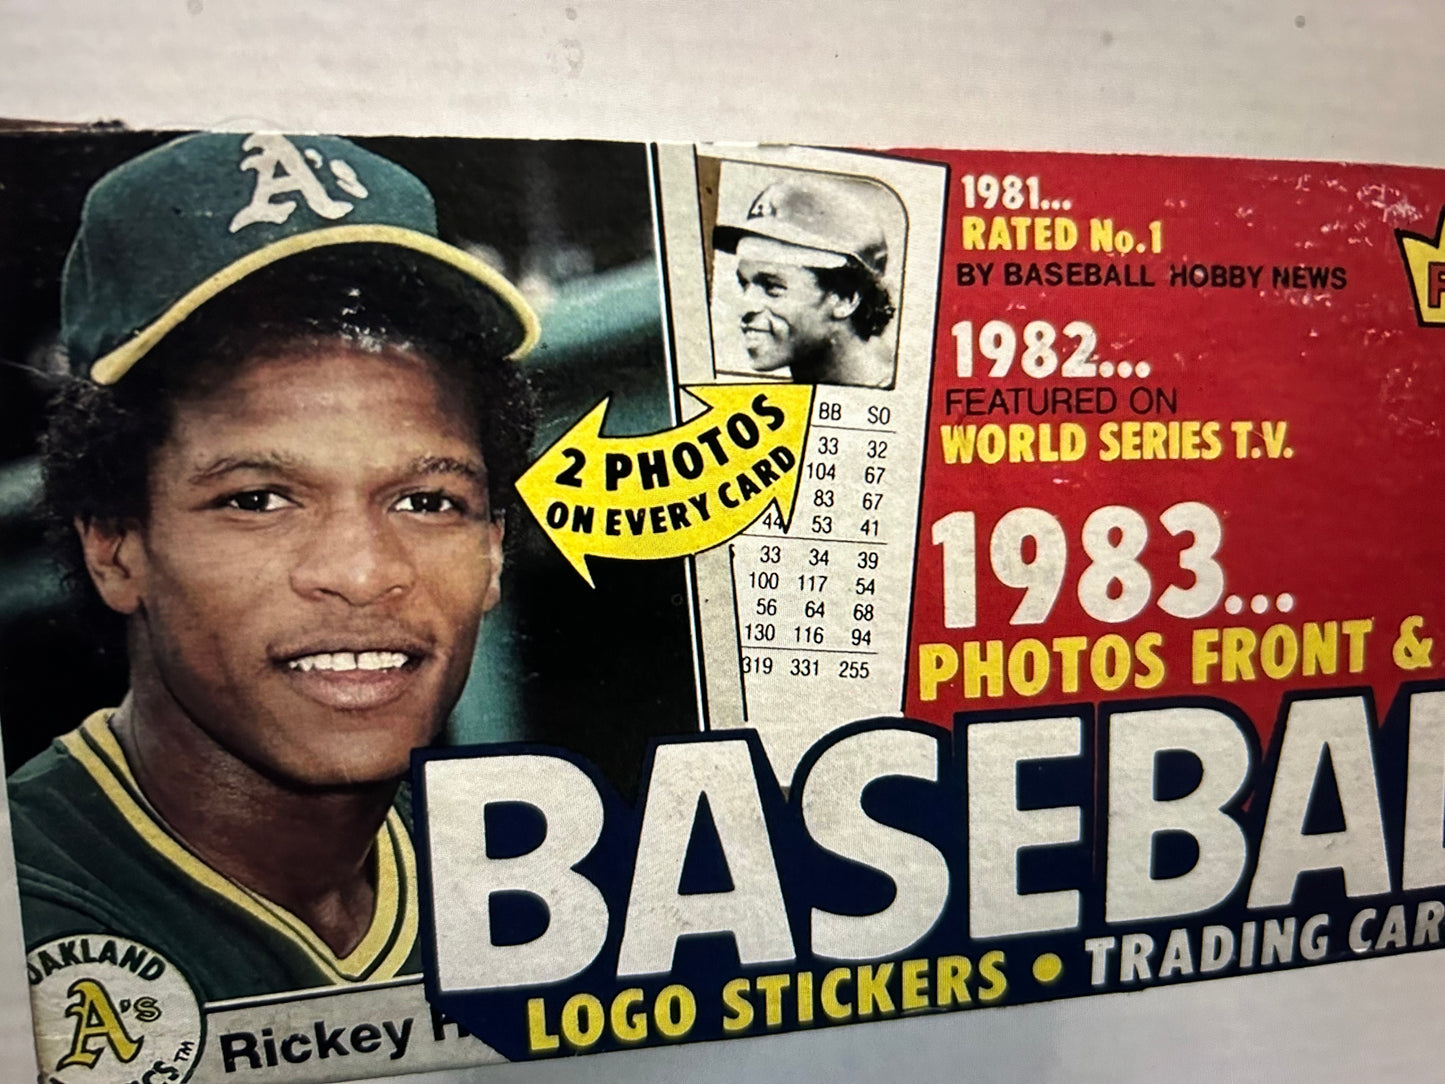 A's
1981...
RATED No.1
BY BASEBALL HOBBY NEWS
1982...
FEATURED ON
WORLD SERIES T.V.
1983...
PHOTOS FRONT &
2 PHOTOS
ON EVERY CARD
BB SO
33 32
104 67
83 67
44 53 41
33 34 39
100 117 54
56 64 68
130 116 94
319 331 255
BASEBAL
LOGO STICKERS • TRADING CAR
OAKLAND
A's
Rickey H